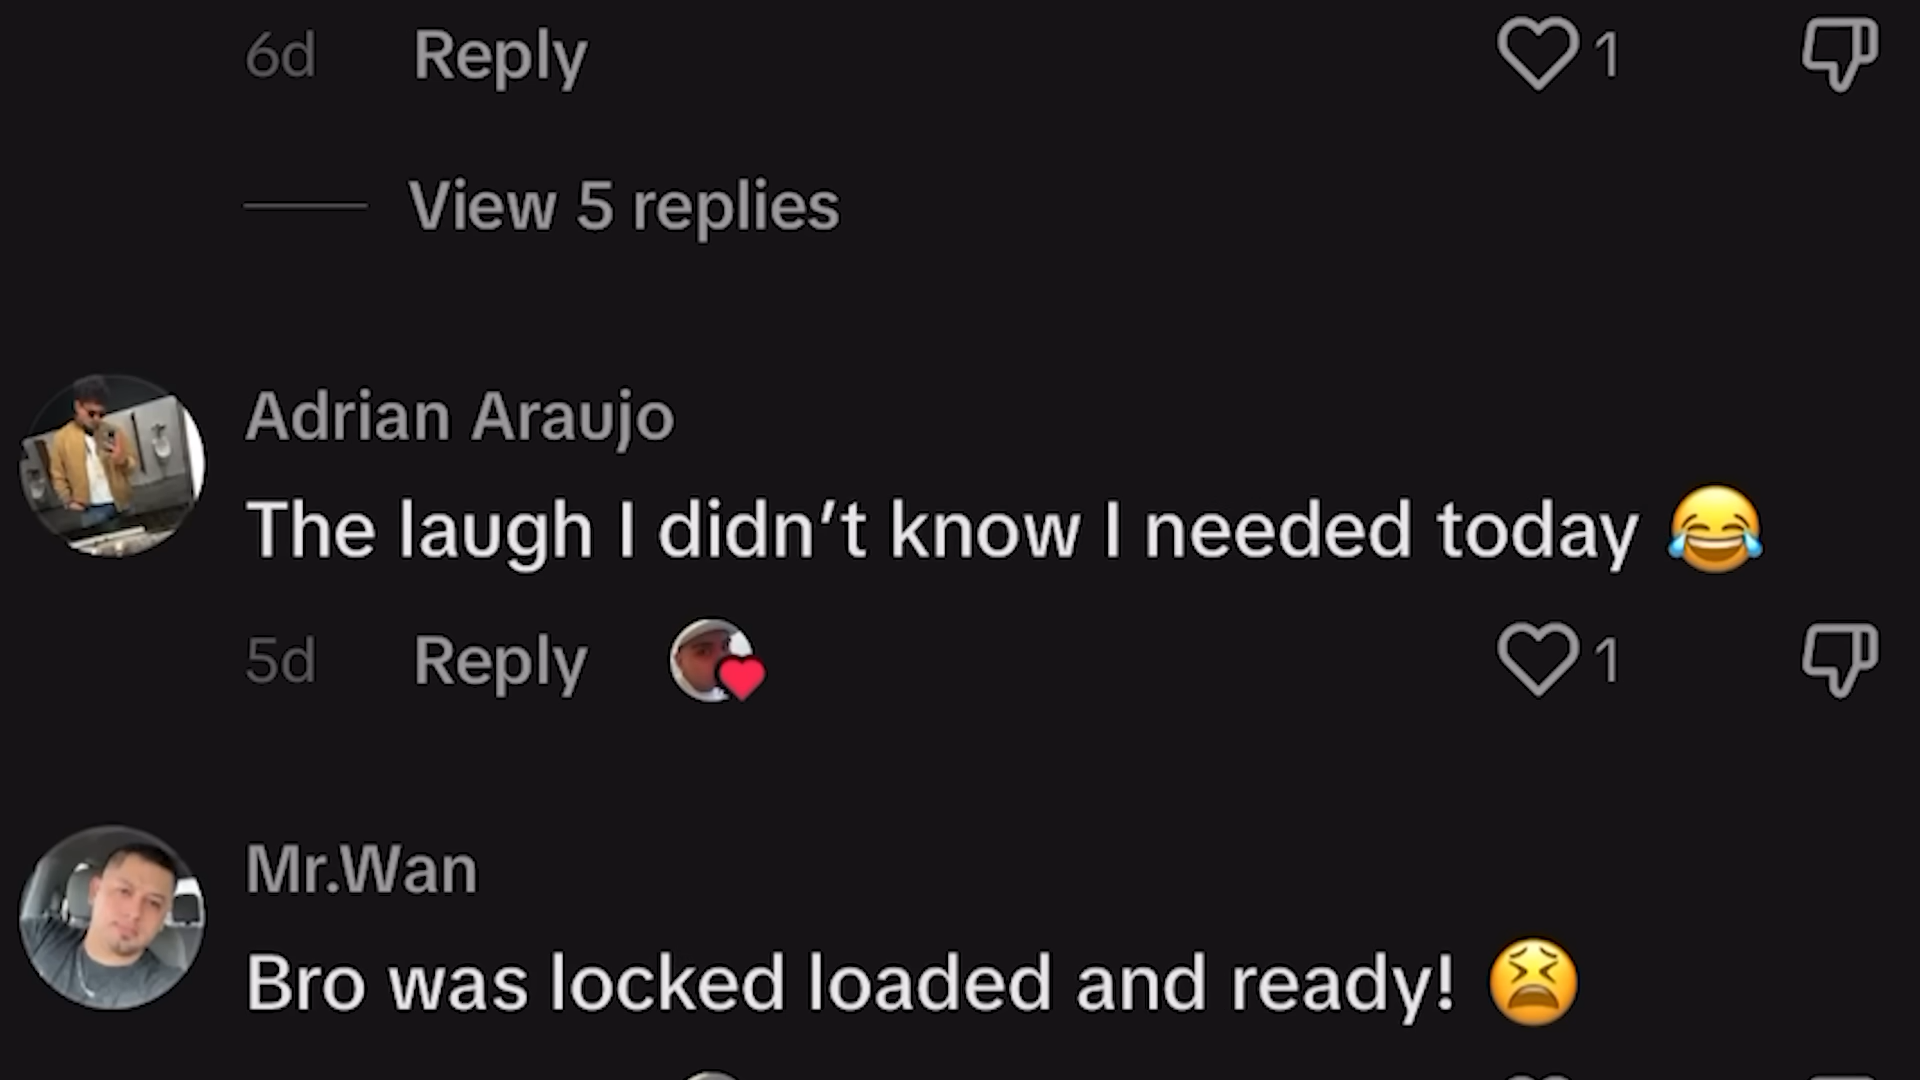 6d Reply 1
View 5 replies
Adrian Araujo
The laugh I didn’t know I needed today 😂
5d Reply 1
Mr.Wan
Bro was locked loaded and ready! 😫